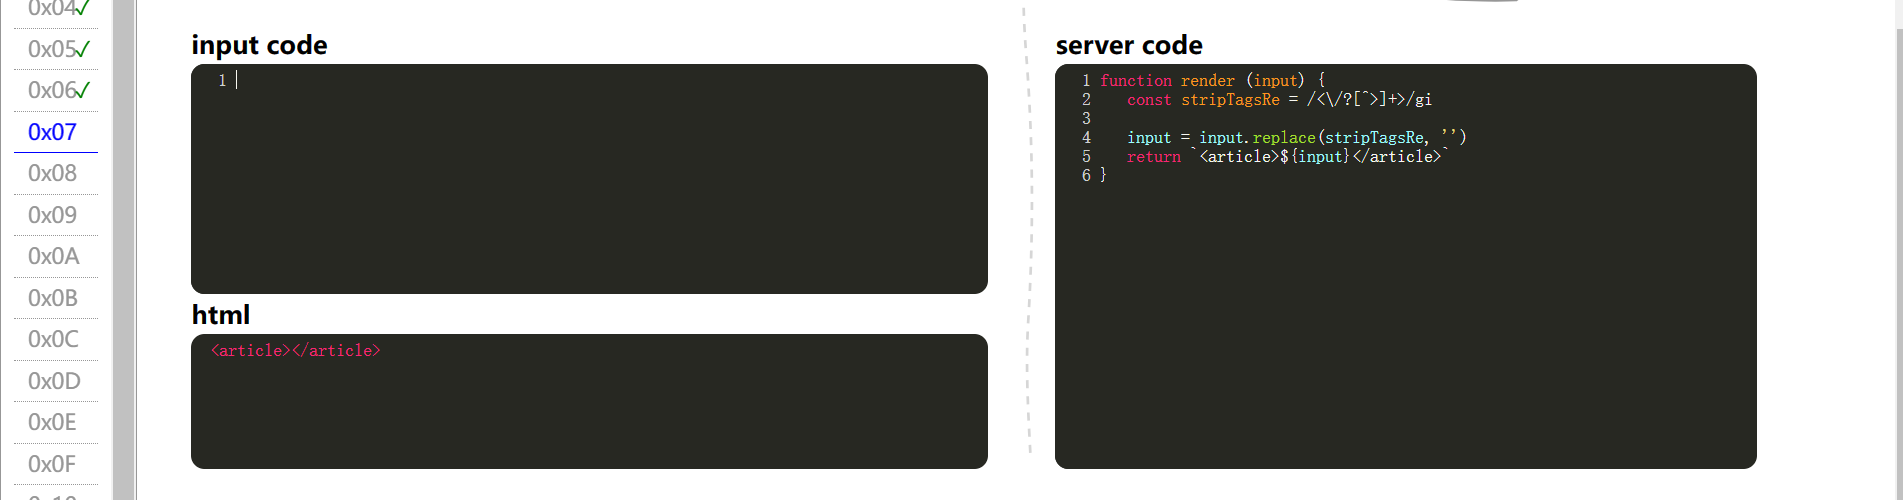 0x04✓
0x05✓
0x06✓
0x07
0x08
0x09
0x0A
0x0B
0x0C
0x0D
0x0E
0x0F
input code
1
html
<article></article>
server code
1 function render (input) {
2 const stripTagsRe = /<\/?[^>]+>/gi
3
4 input = input.replace(stripTagsRe, '')
5 return `<article>${input}</article>`
6 }